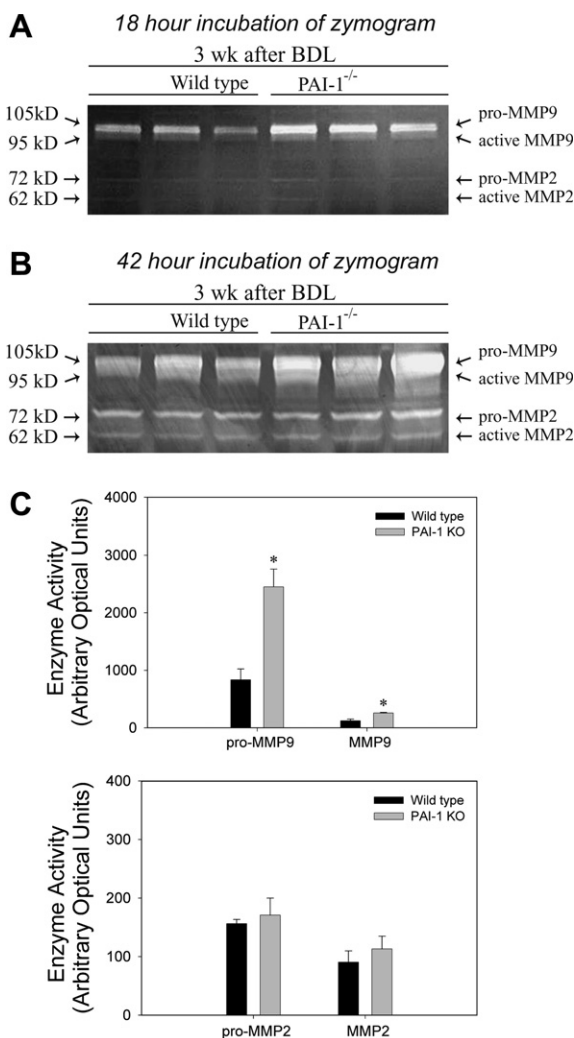 A
18 hour incubation of zymogram
3 wk after BDL
Wild type PAI-1-/-
105kD → pro-MMP9
95 kD → active MMP9
72 kD → ← pro-MMP2
62 kD → ← active MMP2
B
42 hour incubation of zymogram
3 wk after BDL
Wild type PAI-1-/-
105kD → pro-MMP9
95 kD → active MMP9
72 kD → ← pro-MMP2
62 kD → ← active MMP2
C
Enzyme Activity
(Arbitrary Optical Units)
4000
3000
2000
1000
0
Wild type
PAI-1 KO
*
*
pro-MMP9 MMP9
Enzyme Activity
(Arbitrary Optical Units)
400
300
200
100
0
Wild type
PAI-1 KO
pro-MMP2 MMP2